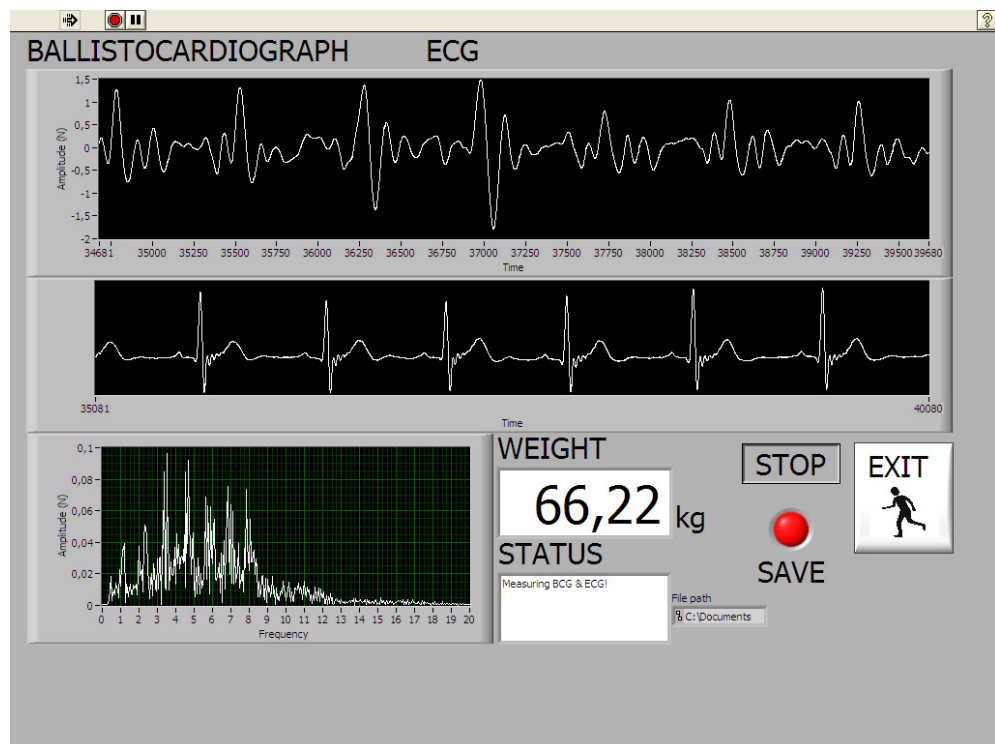 ?
BALLISTOCARDIOGRAPH ECG
1,5
1
0,5
0
-0,5
-1
-1,5
-2
Amplitude (N)
34681 35000 35250 35500 35750 36000 36250 36500 36750 37000 37250 37500 37750 38000 38250 38500 38750 39000 39250 39500 39680
Time
35081 40080
Time
0,1
0,08
0,06
0,04
0,02
0
Amplitude (N)
0 1 2 3 4 5 6 7 8 9 10 11 12 13 14 15 16 17 18 19 20
Frequency
WEIGHT
66,22 kg
STATUS
Measuring BCG & ECG!
File path
C:\Documents
STOP
SAVE
EXIT